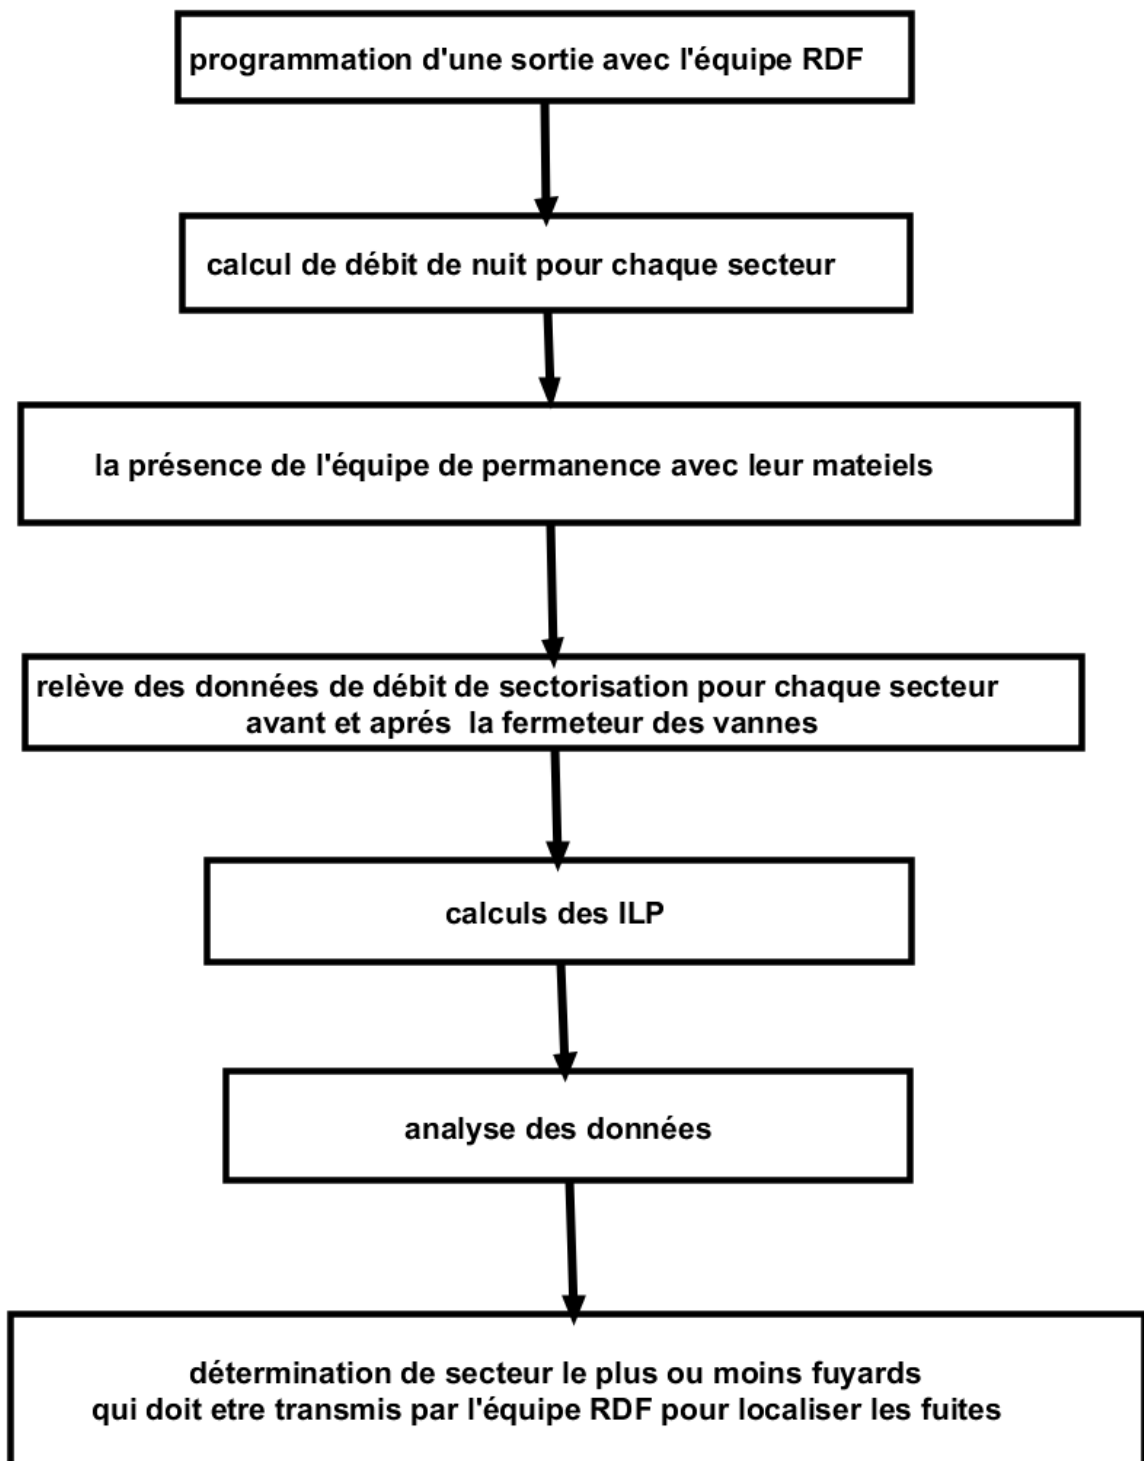 programmation d'une sortie avec l'équipe RDF
calcul de débit de nuit pour chaque secteur
la présence de l'équipe de permanence avec leur mateiels
relève des données de débit de sectorisation pour chaque secteur
avant et aprés la fermeteur des vannes
calculs des ILP
analyse des données
détermination de secteur le plus ou moins fuyards
qui doit etre transmis par l'équipe RDF pour localiser les fuites